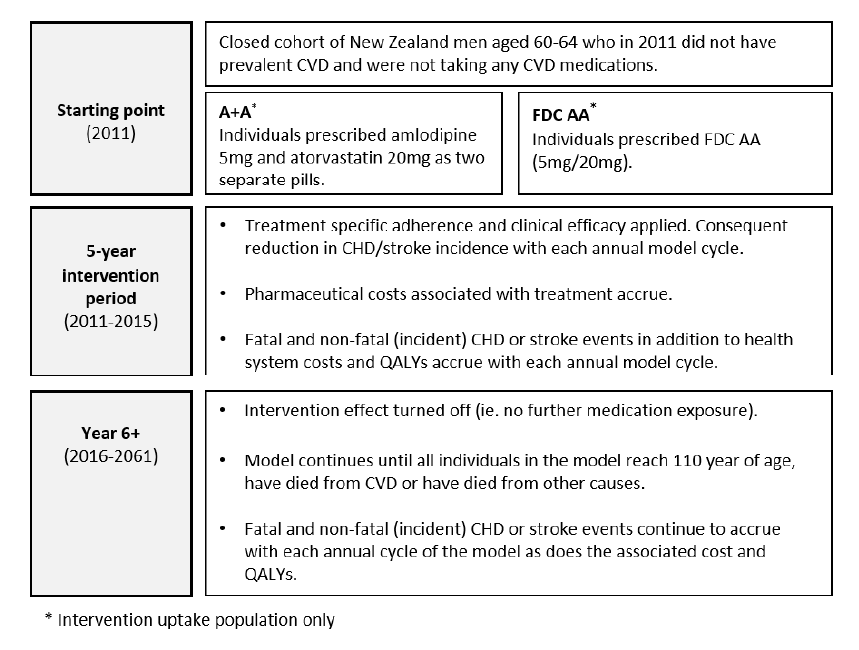 Starting point
(2011)
Closed cohort of New Zealand men aged 60-64 who in 2011 did not have
prevalent CVD and were not taking any CVD medications.
A+A*
Individuals prescribed amlodipine
5mg and atorvastatin 20mg as two
separate pills.
FDC AA*
Individuals prescribed FDC AA
(5mg/20mg).
5-year
intervention
period
(2011-2015)
• Treatment specific adherence and clinical efficacy applied. Consequent
reduction in CHD/stroke incidence with each annual model cycle.
• Pharmaceutical costs associated with treatment accrue.
• Fatal and non-fatal (incident) CHD or stroke events in addition to health
system costs and QALYs accrue with each annual model cycle.
Year 6+
(2016-2061)
• Intervention effect turned off (ie. no further medication exposure).
• Model continues until all individuals in the model reach 110 year of age,
have died from CVD or have died from other causes.
• Fatal and non-fatal (incident) CHD or stroke events continue to accrue
with each annual cycle of the model as does the associated cost and
QALYs.
* Intervention uptake population only